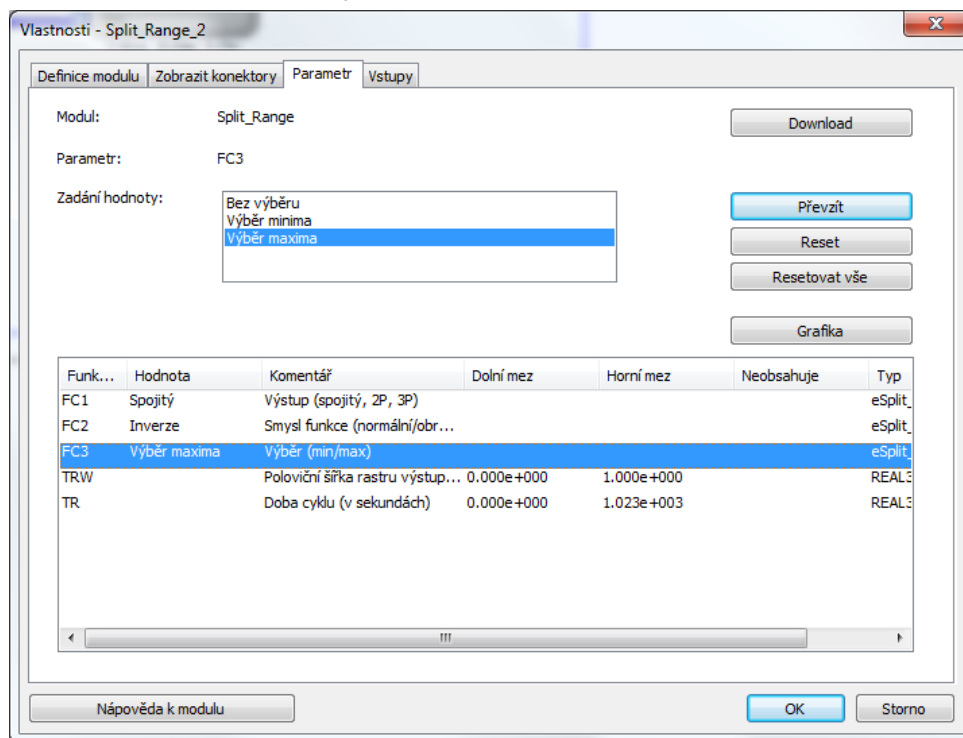 Vlastnosti - Split_Range_2
Definice modulu Zobrazit konektory Parametr Vstupy
Modul: Split_Range Download
Parametr: FC3
Zadání hodnoty: Bez výběru Převzít
Výběr minima
Výběr maxima
Reset
Resetovat vše
Grafika
Funk... Hodnota Komentář Dolní mez Horní mez Neobsahuje Typ
FC1 Spojitý Výstup (spojitý, 2P, 3P) eSplit_
FC2 Inverze Smysl funkce (normální/obr... eSplit_
FC3 Výběr maxima Výběr (min/max) eSplit_
TRW Poloviční šířka rastru výstup... 0.000e+000 1.000e+000 REAL3
TR Doba cyklu (v sekundách) 0.000e+000 1.023e+003 REAL3
Nápověda k modulu OK Storno